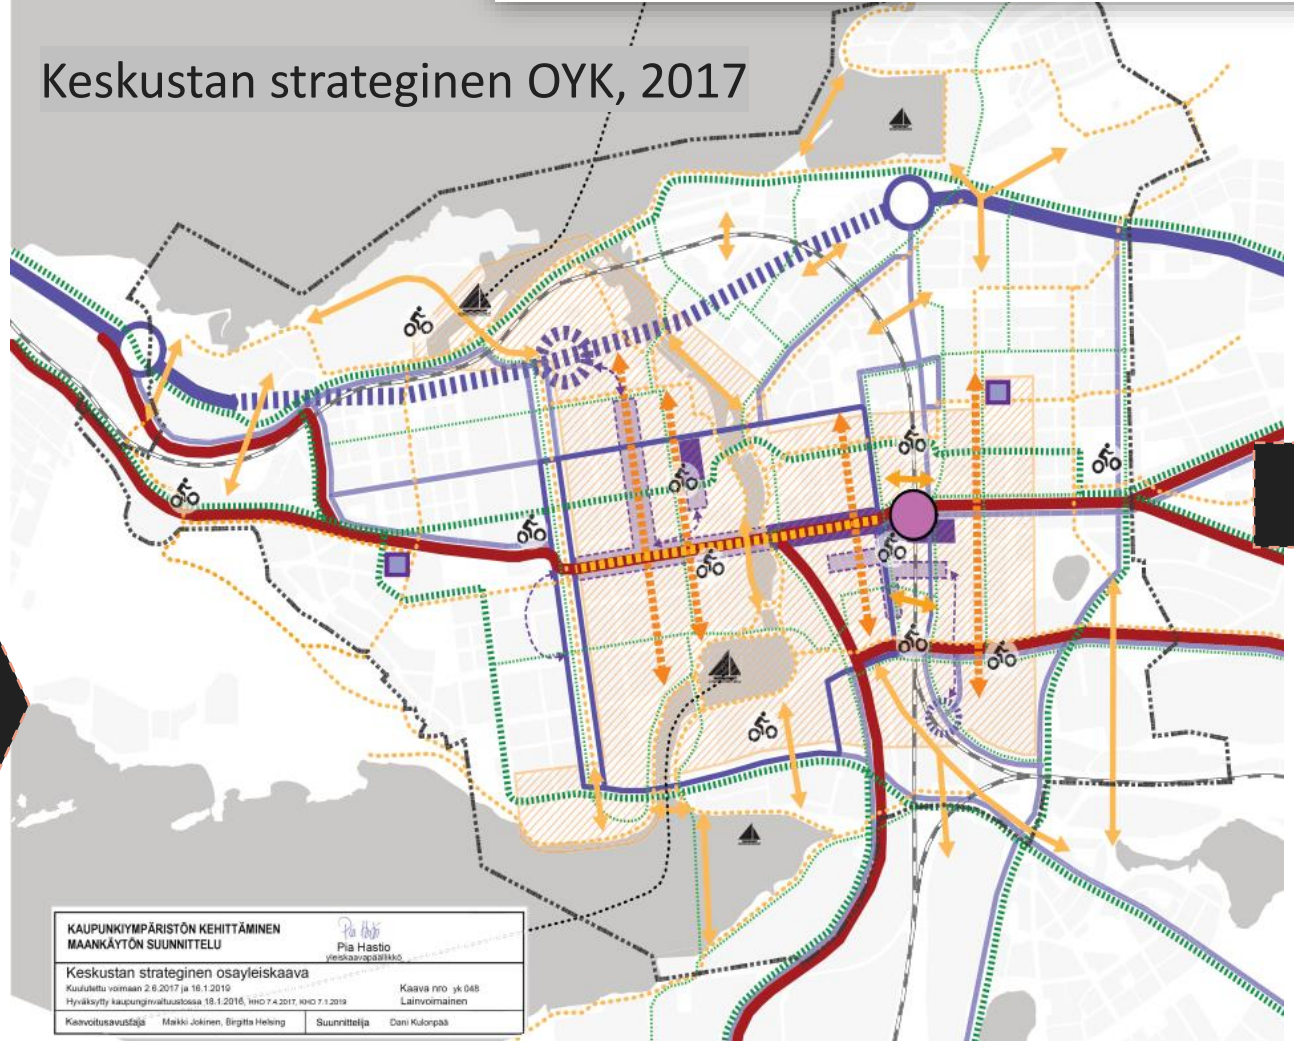 Keskustan strateginen OYK, 2017
KAUPUNKIYMPÄRISTÖN KEHITTÄMINEN
MAANKÄYTÖN SUUNNITTELU
Pia Hastio
yleiskaavapäällikkö
Keskustan strateginen osayleiskaava
Kuulutettu voimaan 2.6.2017 ja 16.1.2019
Kaava nro yk 048
Hyväksytty kaupunginvaltuustossa 18.1.2016, HHO 7.4.2017, KHO 7.1.2019
Lainvoimainen
Kaavoitusavustaja Maikki Jokinen, Birgitta Helsing Suunnittelija Dani Kulonpää